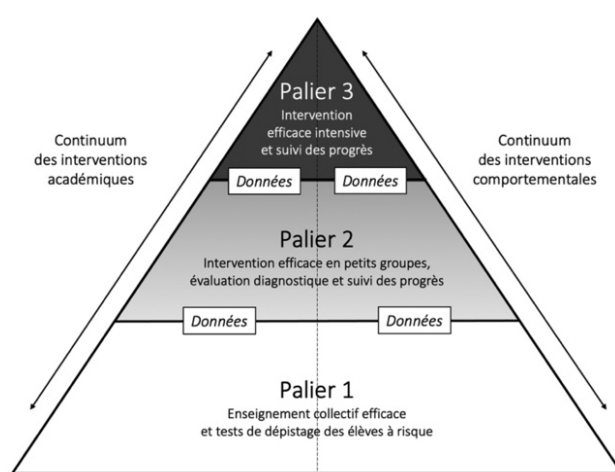 Palier 3
Intervention
efficace intensive
et suivi des progrès
Continuum
des interventions
académiques
Continuum
des interventions
comportementales
Données
Données
Palier 2
Intervention efficace en petits groupes,
évaluation diagnostique et suivi des progrès
Données
Données
Palier 1
Enseignement collectif efficace
et tests de dépistage des élèves à risque